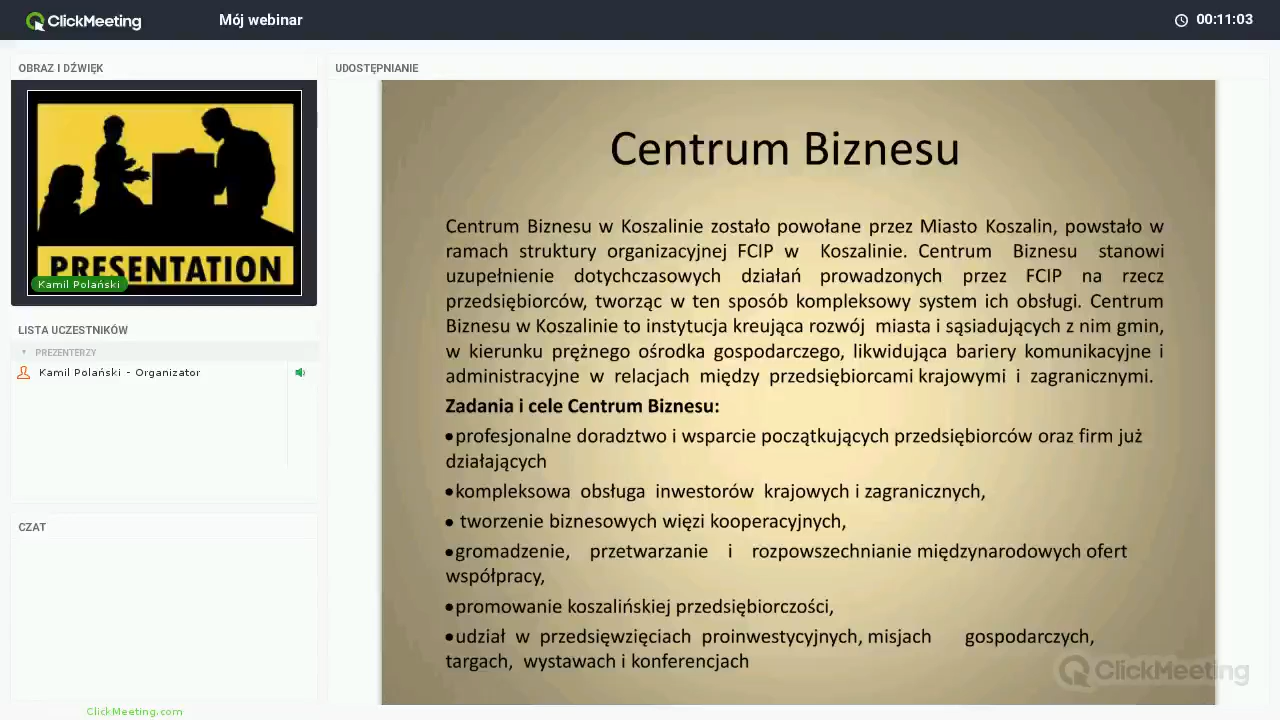 ClickMeeting
Mój webinar
00:11:03
OBRAZ I DŹWIĘK
PRESENTATION
Kamil Polański
LISTA UCZESTNIKÓW
PREZENTERZY
Kamil Polański - Organizator
CZAT
ClickMeeting.com
UDOSTĘPNIANIE
Centrum Biznesu
Centrum Biznesu w Koszalinie zostało powołane przez Miasto Koszalin, powstało w
ramach struktury organizacyjnej FCIP w Koszalinie. Centrum Biznesu stanowi
uzupełnienie dotychczasowych działań prowadzonych przez FCIP na rzecz
przedsiębiorców, tworząc w ten sposób kompleksowy system ich obsługi. Centrum
Biznesu w Koszalinie to instytucja kreująca rozwój miasta i sąsiadujących z nim gmin,
w kierunku prężnego ośrodka gospodarczego, likwidująca bariery komunikacyjne i
administracyjne w relacjach między przedsiębiorcami krajowymi i zagranicznymi.
Zadania i cele Centrum Biznesu:
•profesjonalne doradztwo i wsparcie początkujących przedsiębiorców oraz firm już
działających
•kompleksowa obsługa inwestorów krajowych i zagranicznych,
• tworzenie biznesowych więzi kooperacyjnych,
•gromadzenie, przetwarzanie i rozpowszechnianie międzynarodowych ofert
współpracy,
•promowanie koszalińskiej przedsiębiorczości,
•udział w przedsięwzięciach proinwestycyjnych, misjach gospodarczych,
targach, wystawach i konferencjach
ClickMeeting